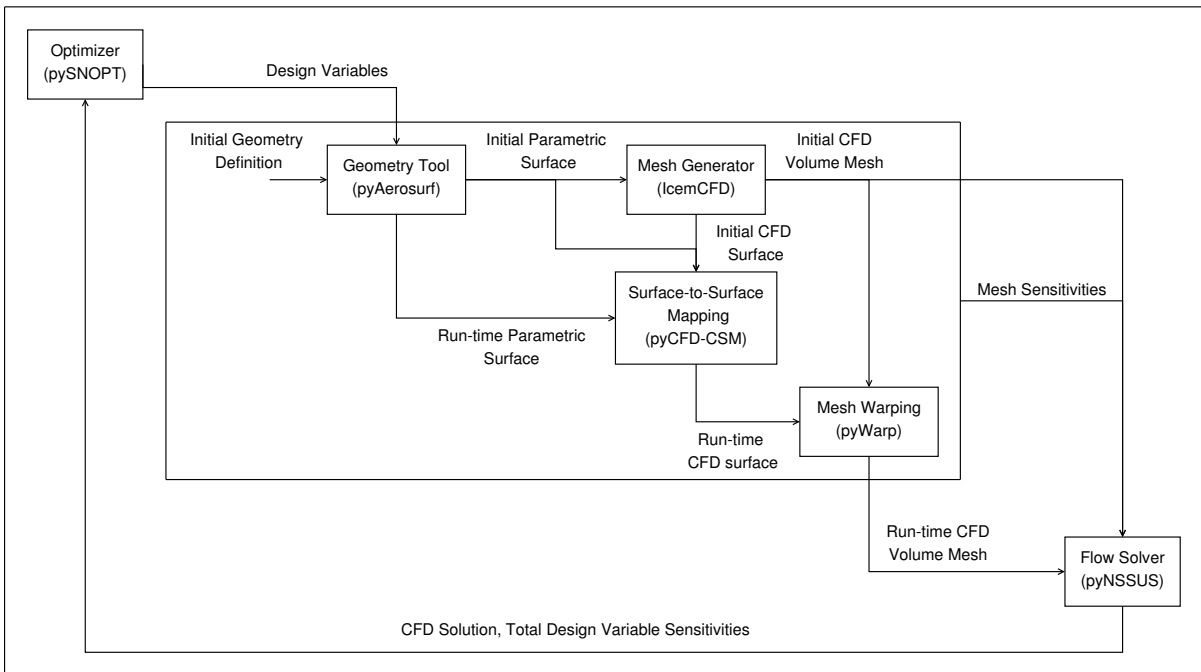 Optimizer
(pySNOPT)
Design Variables
Initial Geometry
Definition
Geometry Tool
(pyAerosurf)
Initial Parametric
Surface
Mesh Generator
(IcemCFD)
Initial CFD
Volume Mesh
Initial CFD
Surface
Surface-to-Surface
Mapping
(pyCFD-CSM)
Mesh Sensitivities
Run-time Parametric
Surface
Mesh Warping
(pyWarp)
Run-time
CFD surface
Run-time CFD
Volume Mesh
Flow Solver
(pyNSSUS)
CFD Solution, Total Design Variable Sensitivities